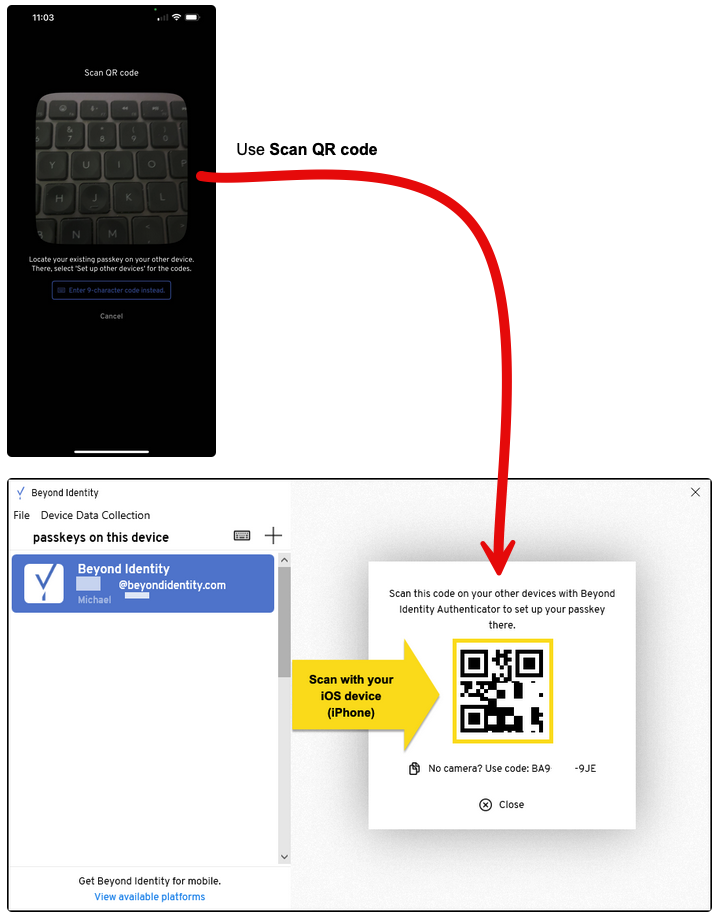 11:03
Scan QR code
& 7
* 8
( 9
) 0
Y U I O P
H J K L
N M
Locate your existing passkey on your other device.
There, select 'Set up other devices' for the codes.
Enter 9-character code instead.
Cancel
Use Scan QR code
Beyond Identity
File Device Data Collection
passkeys on this device
Beyond Identity
@beyondidentity.com
Michael
Get Beyond Identity for mobile.
View available platforms
Scan this code on your other devices with Beyond
Identity Authenticator to set up your passkey
there.
Scan with your
iOS device
(iPhone)
No camera? Use code: BA9 -9JE
Close